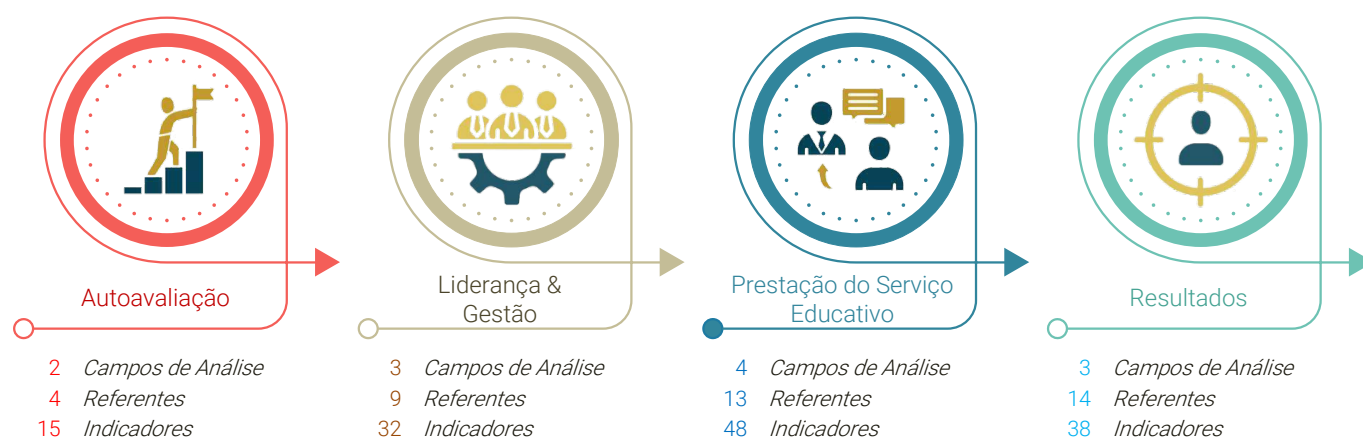 Autoavaliação
2 Campos de Análise
4 Referentes
15 Indicadores
Liderança &
Gestão
3 Campos de Análise
9 Referentes
32 Indicadores
Prestação do Serviço
Educativo
4 Campos de Análise
13 Referentes
48 Indicadores
Resultados
3 Campos de Análise
14 Referentes
38 Indicadores